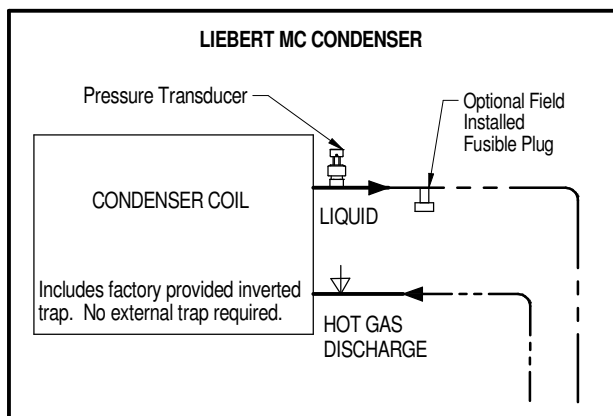 LIEBERT MC CONDENSER
Pressure Transducer
Optional Field
Installed
Fusible Plug
CONDENSER COIL
LIQUID
Includes factory provided inverted
trap. No external trap required.
HOT GAS
DISCHARGE